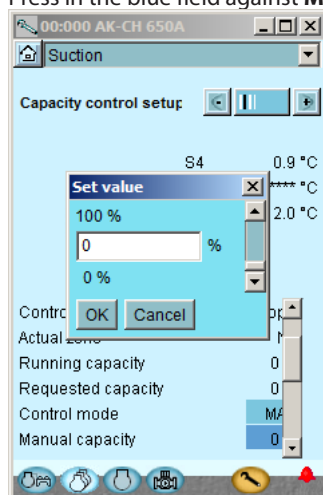 Press in the blue field against M
00:000 AK-CH 650A
Suction
Capacity control setup
S4 0.9 °C
**** °C
2.0 °C
Set value
100 %
0 %
0 %
OK Cancel
Contro
Actual zone
Running capacity 0
Requested capacity 0
Control mode MA
Manual capacity 0